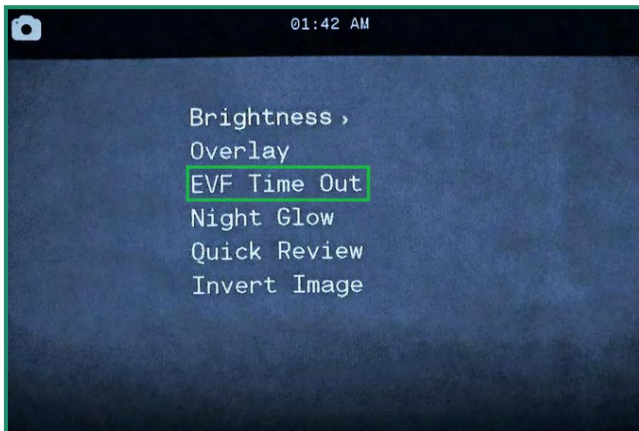 01:42 AM
Brightness ›
Overlay
EVF Time Out
Night Glow
Quick Review
Invert Image